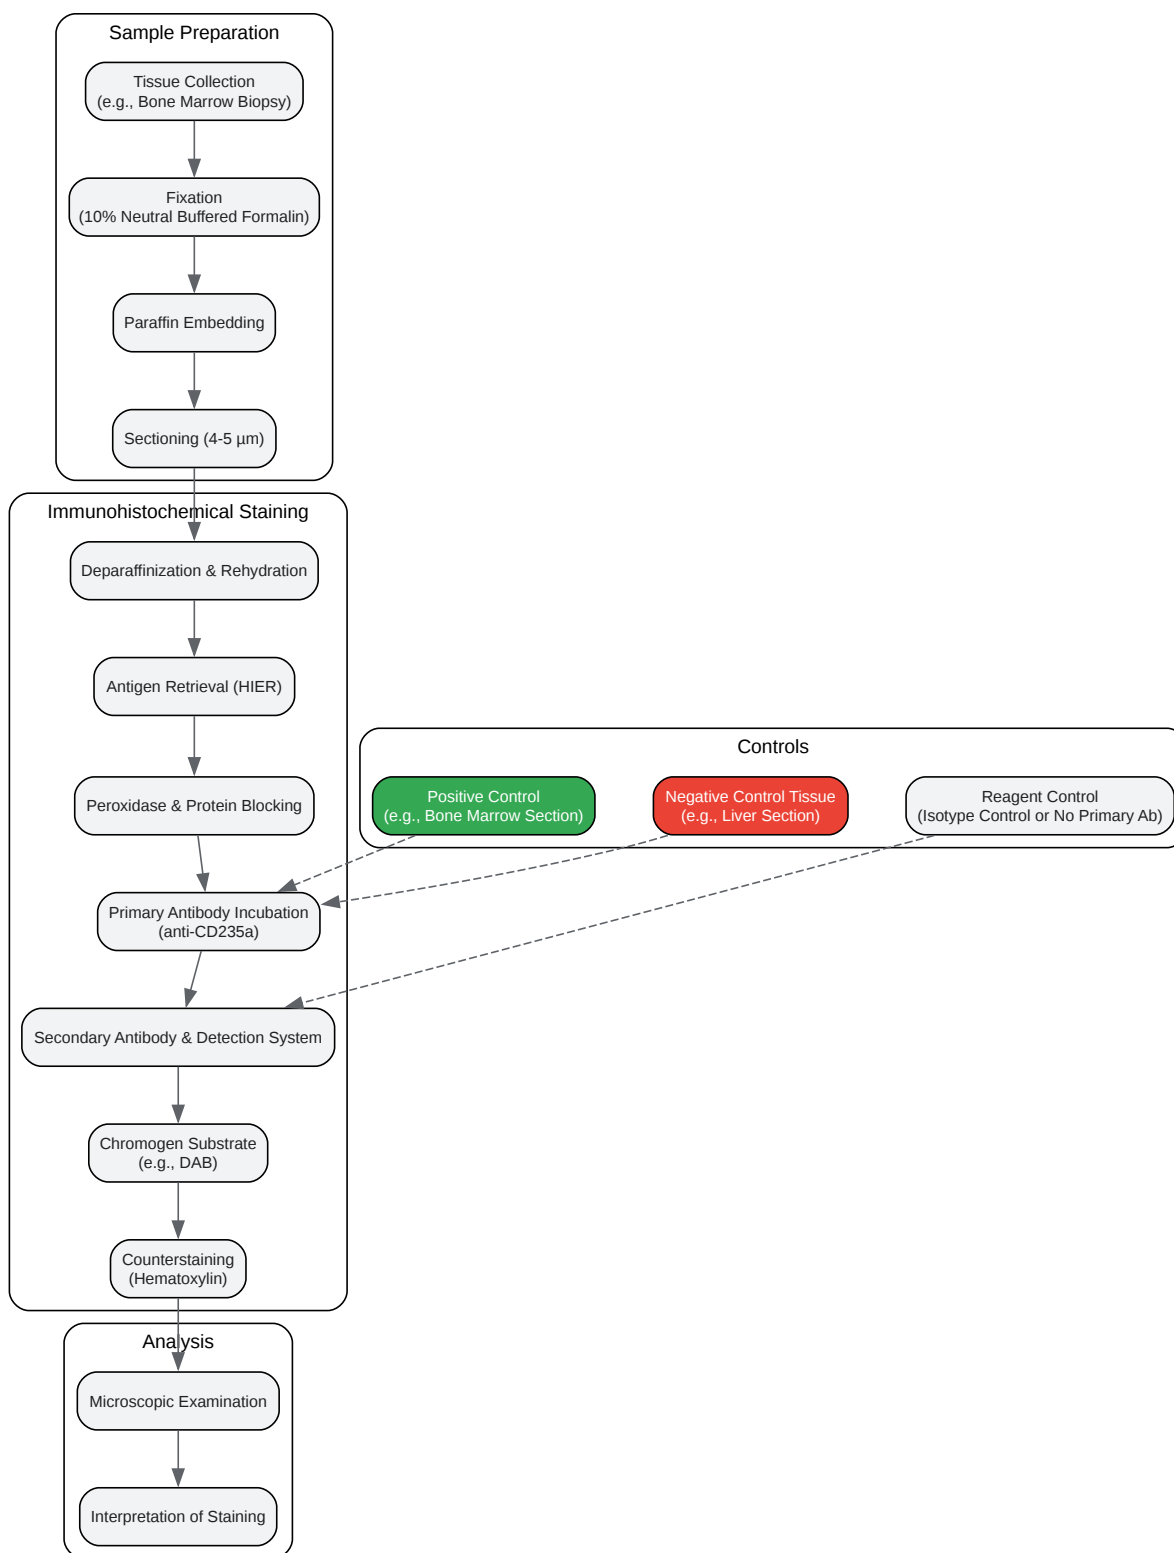 Sample Preparation
Tissue Collection
(e.g., Bone Marrow Biopsy)
Fixation
(10% Neutral Buffered Formalin)
Paraffin Embedding
Sectioning (4-5 µm)
Immunohistochemical Staining
Deparaffinization & Rehydration
Antigen Retrieval (HIER)
Peroxidase & Protein Blocking
Controls
Positive Control
(e.g., Bone Marrow Section)
Negative Control Tissue
(e.g., Liver Section)
Reagent Control
(Isotype Control or No Primary Ab)
Primary Antibody Incubation
(anti-CD235a)
Secondary Antibody & Detection System
Chromogen Substrate
(e.g., DAB)
Counterstaining
(Hematoxylin)
Analysis
Microscopic Examination
Interpretation of Staining